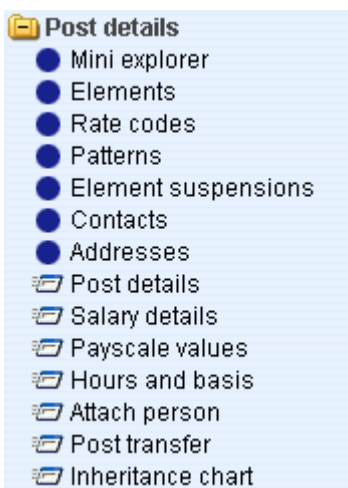 Post details
Mini explorer
Elements
Rate codes
Patterns
Element suspensions
Contacts
Addresses
Post details
Salary details
Payscale values
Hours and basis
Attach person
Post transfer
Inheritance chart